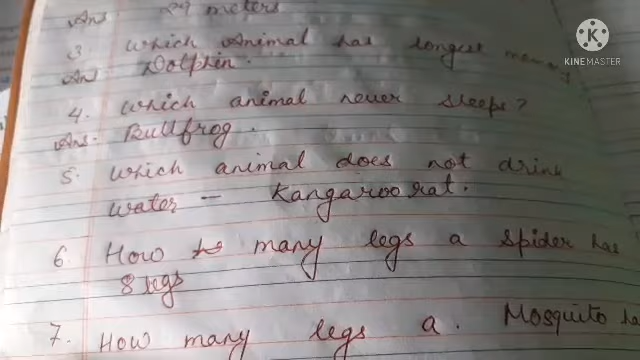 Ans 29 meters
3. Which Animal has longest memory
Ans Dolphin.
4. Which animal never sleeps?
Ans. Bullfrog.
5. Which animal does not drink
water - Kangaroo rat.
6. How many legs a spider has
8 legs
7. How many legs a. Mosquito ha
KINEMASTER